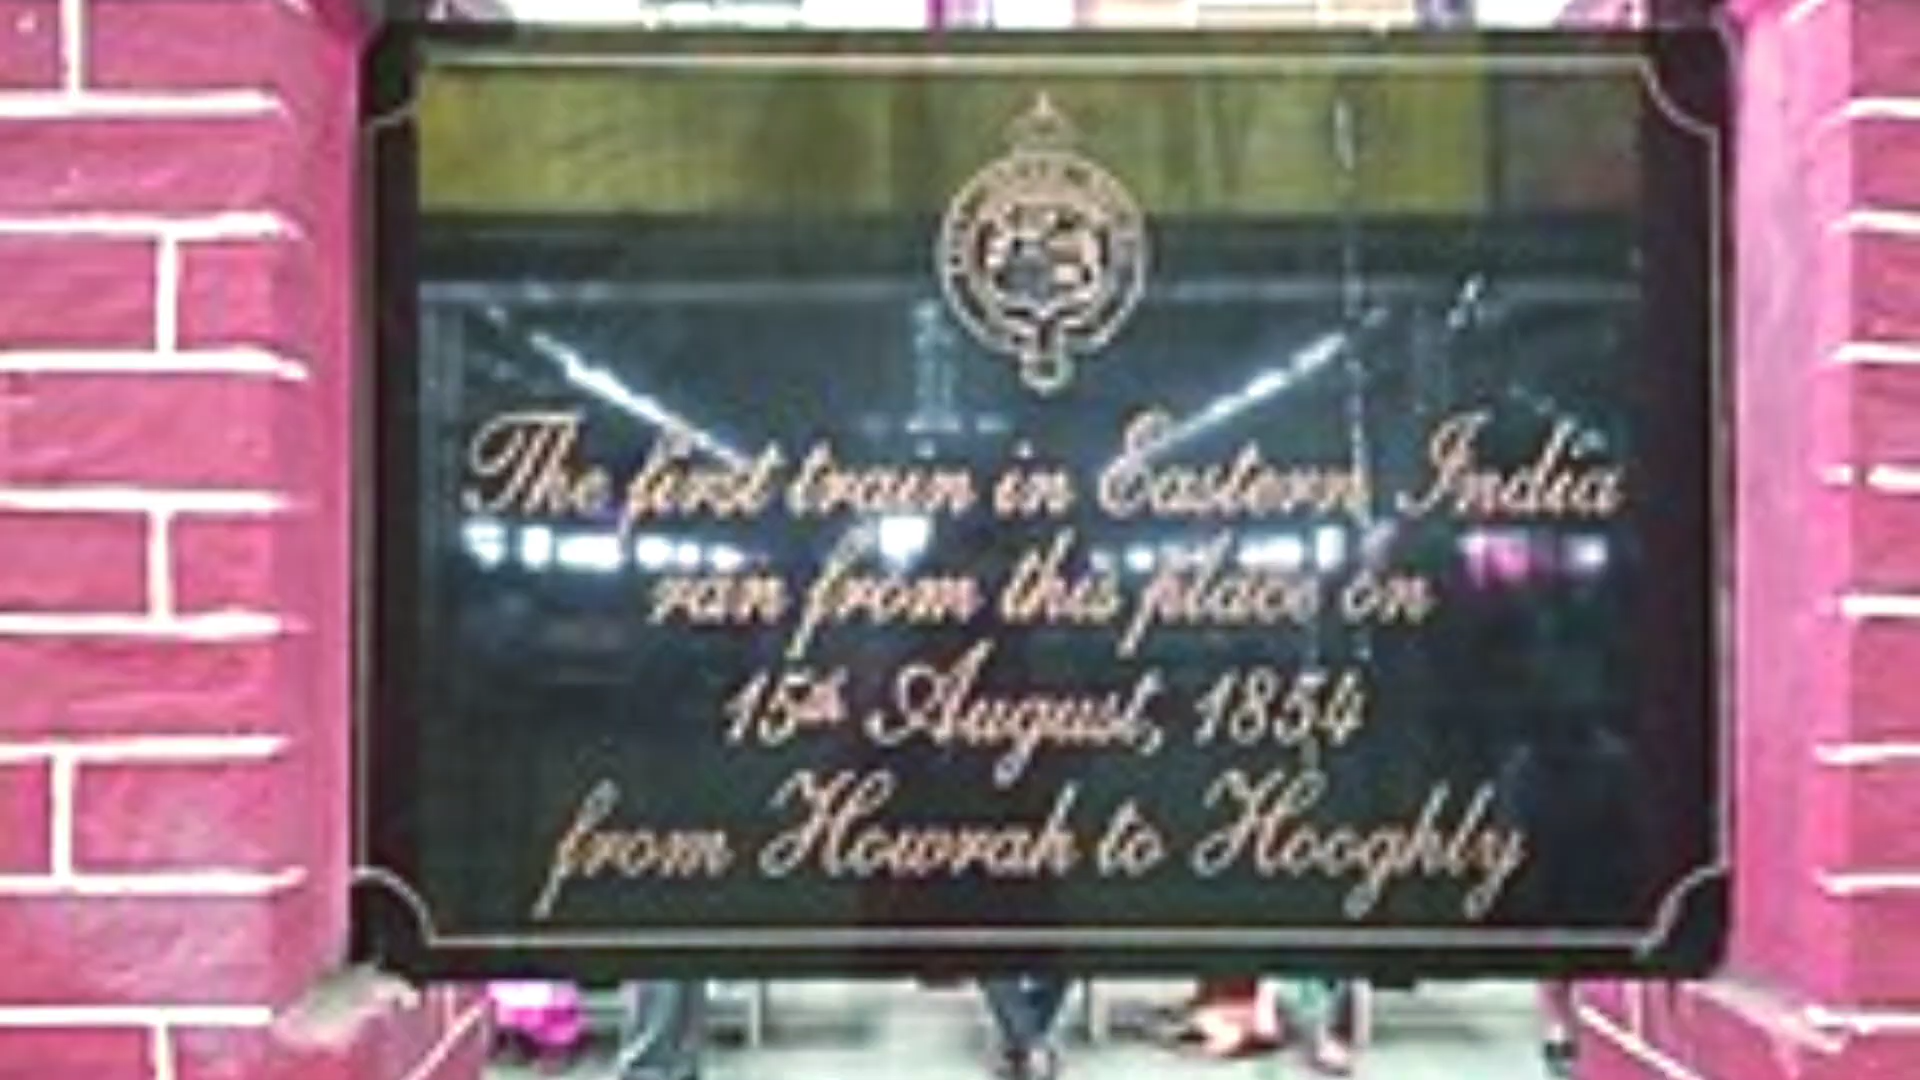 The first train in Eastern India
ran from this place on
15th August, 1854
from Howrah to Hooghly